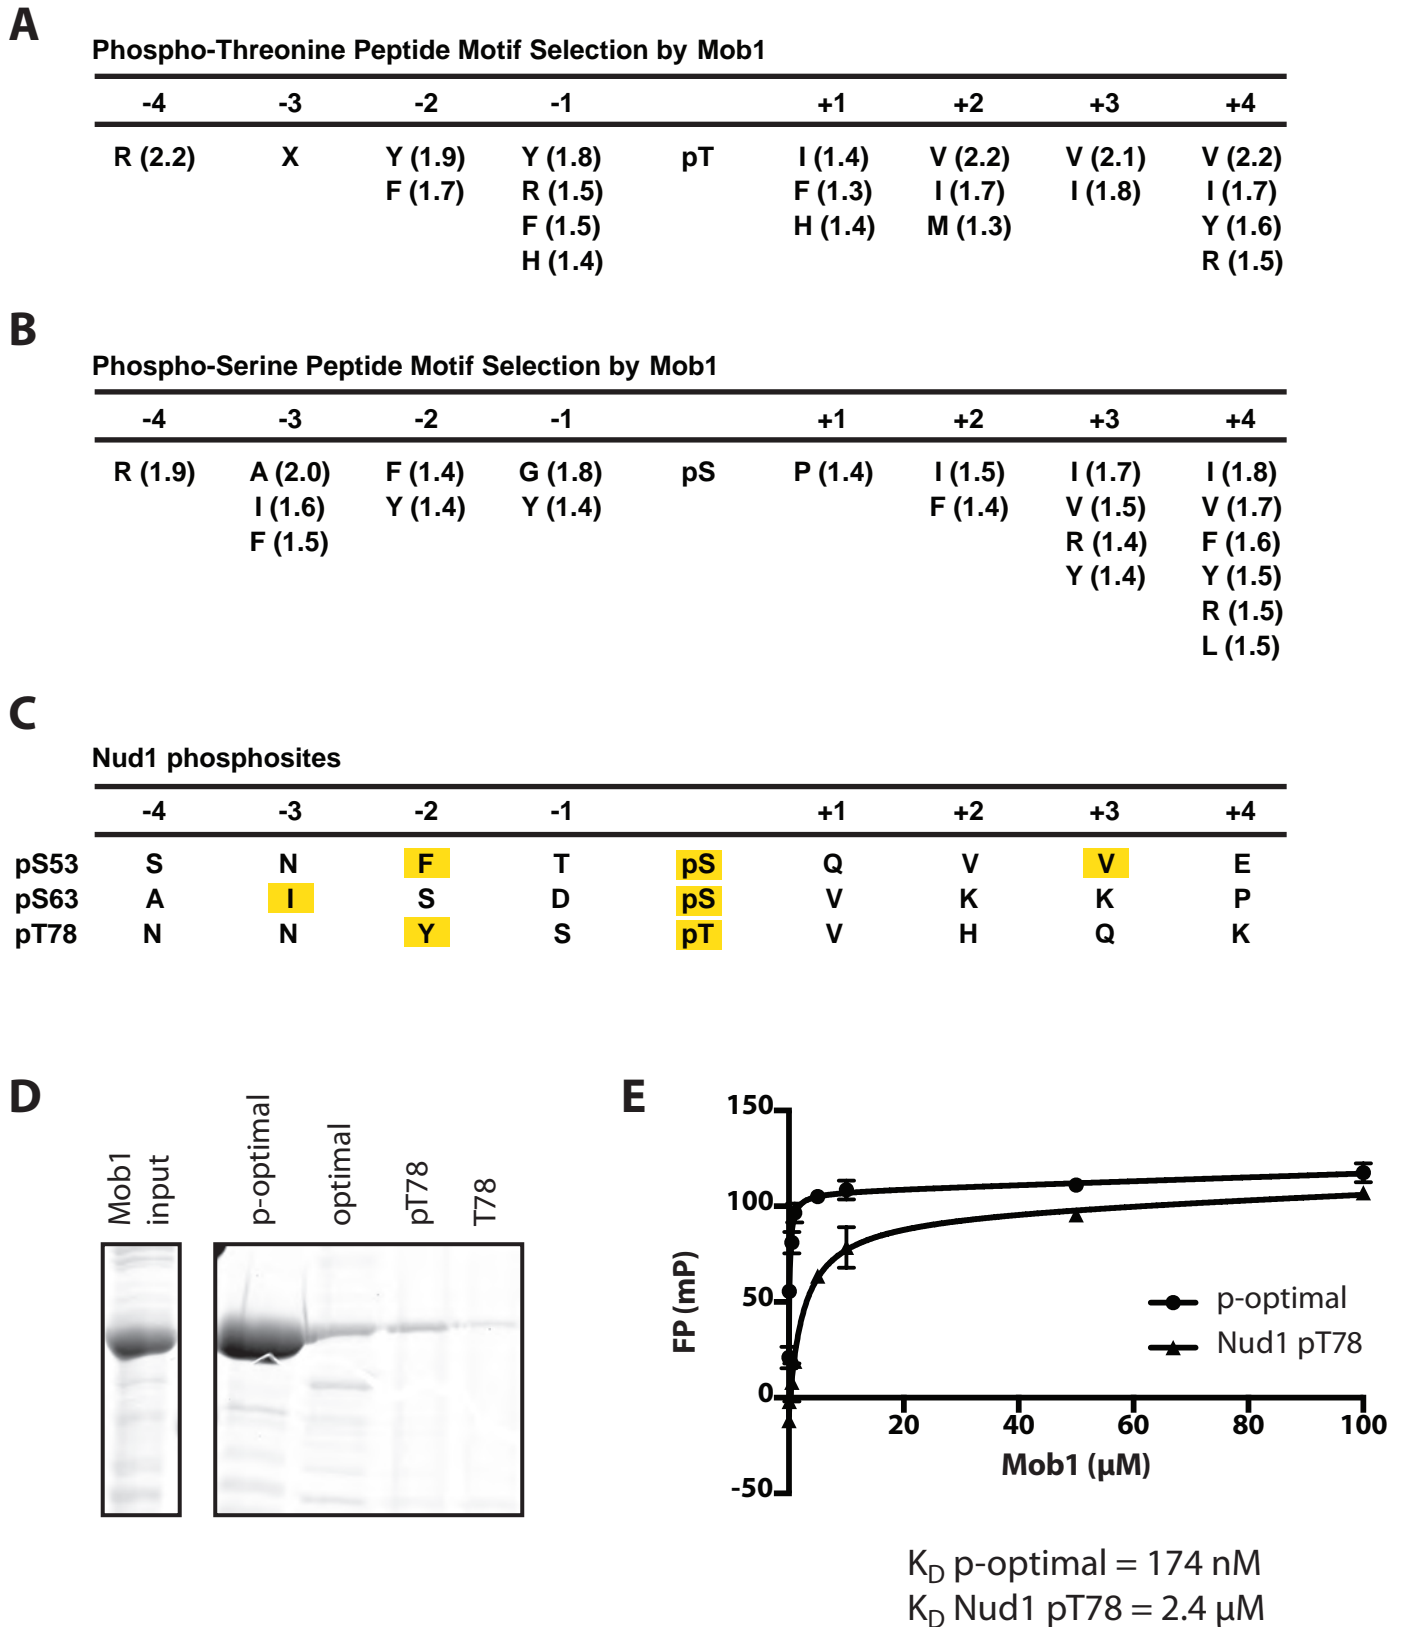 A
Phospho-Threonine Peptide Motif Selection by Mob1
-4 -3 -2 -1 +1 +2 +3 +4
R (2.2) X Y (1.9) Y (1.8) pT I (1.4) V (2.2) V (2.1) V (2.2)
F (1.7) R (1.5) F (1.3) I (1.7) I (1.8) I (1.7)
F (1.5) H (1.4) M (1.3) Y (1.6)
H (1.4) R (1.5)
B
Phospho-Serine Peptide Motif Selection by Mob1
-4 -3 -2 -1 +1 +2 +3 +4
R (1.9) A (2.0) F (1.4) G (1.8) pS P (1.4) I (1.5) I (1.7) I (1.8)
I (1.6) Y (1.4) Y (1.4) F (1.4) V (1.5) V (1.7)
F (1.5) R (1.4) F (1.6)
Y (1.4) Y (1.5)
R (1.5)
L (1.5)
C
Nud1 phosphosites
-4 -3 -2 -1 +1 +2 +3 +4
pS53 S N F T pS Q V V E
pS63 A I S D pS V K K P
pT78 N N Y S pT V H Q K
D
Mob1
input
p-optimal
optimal
pT78
T78
E
150
100
50
0
-50
FP (mP)
20 40 60 80 100
Mob1 (µM)
p-optimal
Nud1 pT78
KD p-optimal = 174 nM
KD Nud1 pT78 = 2.4 µM